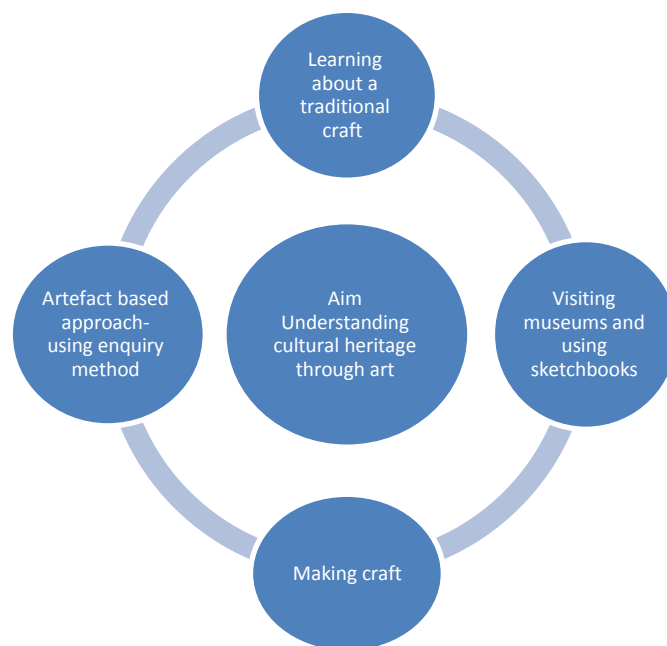 Learning
about a
traditional
craft
Artefact based
approach-
using enquiry
method
Aim
Understanding
cultural heritage
through art
Visiting
museums and
using
sketchbooks
Making craft